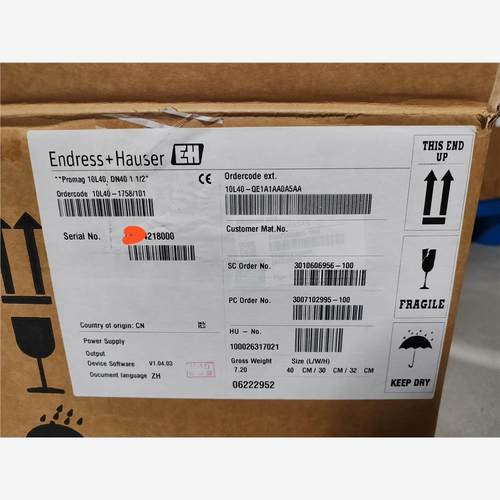 Endress+Hauser EH
"Promag 10L40, DN40 1 1/2"
Ordercode 10L40-1758/101
Serial No. 4218000
Country of origin: CN
Power Supply
Output
Device Software V1.04.03
Document language ZH
CE
Ordercode ext.
10L40-QE1A1AA0A5AA
Customer Mat.No.
SC Order No. 3010606956-100
PC Order No. 3007102995-100
HU - No.
100026317021
Gross Weight Size (L/W/H)
7.20 40 CM / 30 CM / 32 CM
06222952
THIS END
UP
FRAGILE
KEEP DRY